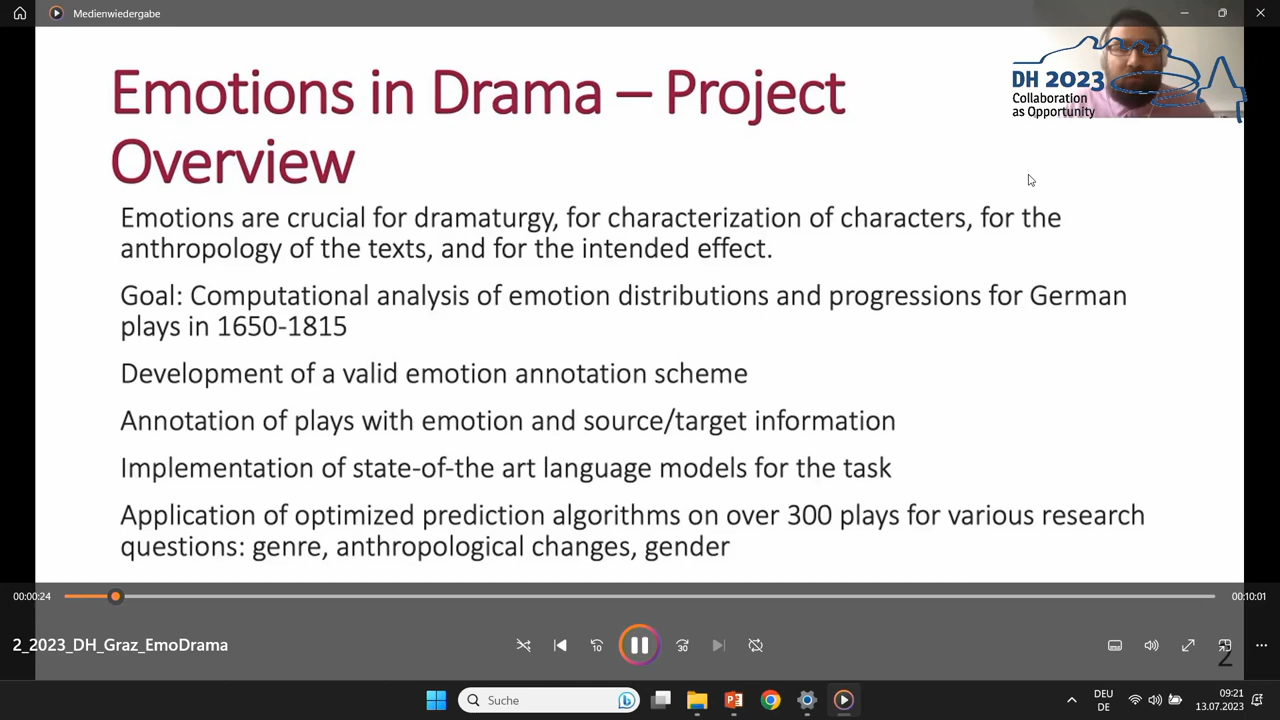 Medienwiedergabe
DH 2023
Collaboration
as Opportunity
Emotions in Drama – Project
Overview
Emotions are crucial for dramaturgy, for characterization of characters, for the
anthropology of the texts, and for the intended effect.
Goal: Computational analysis of emotion distributions and progressions for German
plays in 1650-1815
Development of a valid emotion annotation scheme
Annotation of plays with emotion and source/target information
Implementation of state-of-the art language models for the task
Application of optimized prediction algorithms on over 300 plays for various research
questions: genre, anthropological changes, gender
00:00:24
00:10:01
2_2023_DH_Graz_EmoDrama
10
30
2
Suche
DEU
DE
09:21
13.07.2023